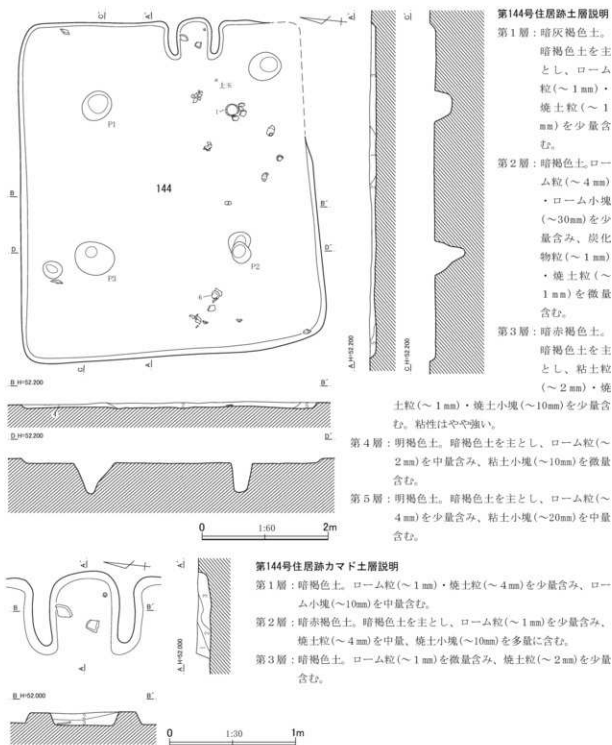 第144号住居跡土層説明
第1層：暗灰褐色土。
暗褐色土を主
とし、ローム
粒(～1㎜)・
焼土粒(～1
㎜)を少量含
む。
第2層：暗褐色土。ロー
ム粒(～4㎜)
・ローム小塊
(～30㎜)を少
量含み、炭化
物粒(～1㎜)
・焼土粒(～
1㎜)を微量
含む。
第3層：暗赤褐色土。
暗褐色土を主
とし、粘土粒
(～2㎜)・焼
土粒(～1㎜)・焼土小塊(～10㎜)を少量含
む。粘性はやや強い。
第4層：明褐色土。暗褐色土を主とし、ローム粒(～
2㎜)を中量含み、粘土小塊(～10㎜)を微量
含む。
第5層：明褐色土。暗褐色土を主とし、ローム粒(～
4㎜)を少量含み、粘土小塊(～20㎜)を中量
含む。
C′
A′
土玉
1
P1
144
B
B′
D
D′
P3
P2
6
C
A
A H=52.200
A′
C H=52.200
C′
B H=52.200
B′
D H=52.200
D′
0 1:60 2m
第144号住居跡カマド土層説明
第1層：暗褐色土。ローム粒(～1㎜)・焼土粒(～4㎜)を少量含み、ロー
ム小塊(～10㎜)を中量含む。
第2層：暗赤褐色土。暗褐色土を主とし、ローム粒(～1㎜)を少量含み、
焼土粒(～4㎜)を中量、焼土小塊(～10㎜)を多量に含む。
第3層：暗褐色土。ローム粒(～1㎜)を微量含み、焼土粒(～2㎜)を少量
含む。
A′
B
B′
A
A H=52.000
A′
B H=52.000
B′
0 1:30 1m